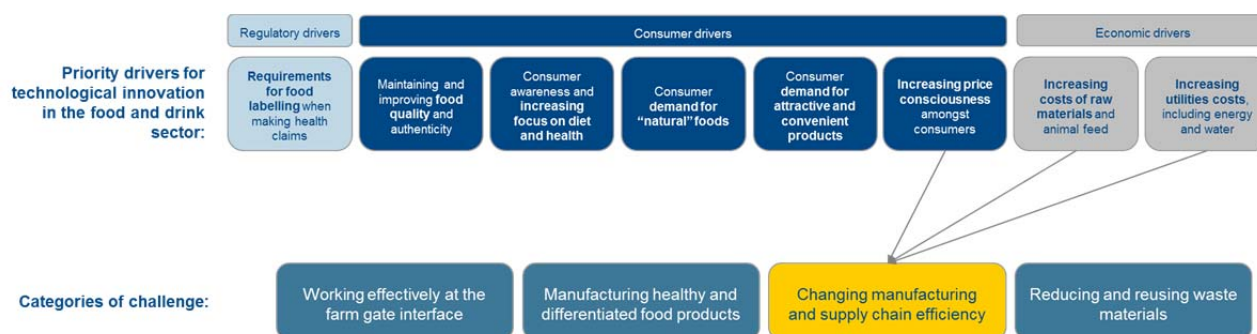 Regulatory drivers
Consumer drivers
Economic drivers
Priority drivers for
technological innovation
in the food and drink
sector:
Requirements
for food
labelling when
making health
claims
Maintaining and
improving food
quality and
authenticity
Consumer
awareness and
increasing
focus on diet
and health
Consumer
demand for
“natural” foods
Consumer
demand for
attractive and
convenient
products
Increasing price
consciousness
amongst
consumers
Increasing
costs of raw
materials and
animal feed
Increasing
utilities costs,
including energy
and water
Categories of challenge:
Working effectively at the
farm gate interface
Manufacturing healthy and
differentiated food products
Changing manufacturing
and supply chain efficiency
Reducing and reusing waste
materials